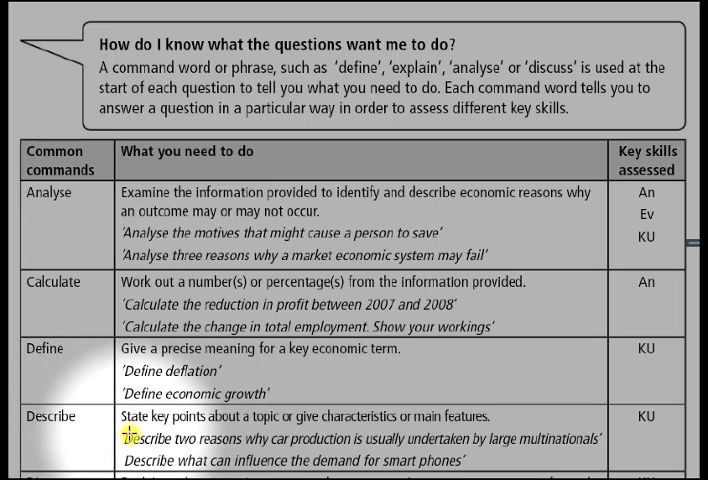 How do I know what the questions want me to do?
A command word or phrase, such as 'define', 'explain', 'analyse' or 'discuss' is used at the
start of each question to tell you what you need to do. Each command word tells you to
answer a question in a particular way in order to assess different key skills.
Common commands
What you need to do
Key skills assessed
Analyse
Examine the information provided to identify and describe economic reasons why
an outcome may or may not occur.
'Analyse the motives that might cause a person to save'
'Analyse three reasons why a market economic system may fail'
An
Ev
KU
Calculate
Work out a number(s) or percentage(s) from the information provided.
'Calculate the reduction in profit between 2007 and 2008'
'Calculate the change in total employment. Show your workings'
An
Define
Give a precise meaning for a key economic term.
'Define deflation'
'Define economic growth'
KU
Describe
State key points about a topic or give characteristics or main features.
'Describe two reasons why car production is usually undertaken by large multinationals'
'Describe what can influence the demand for smart phones'
KU